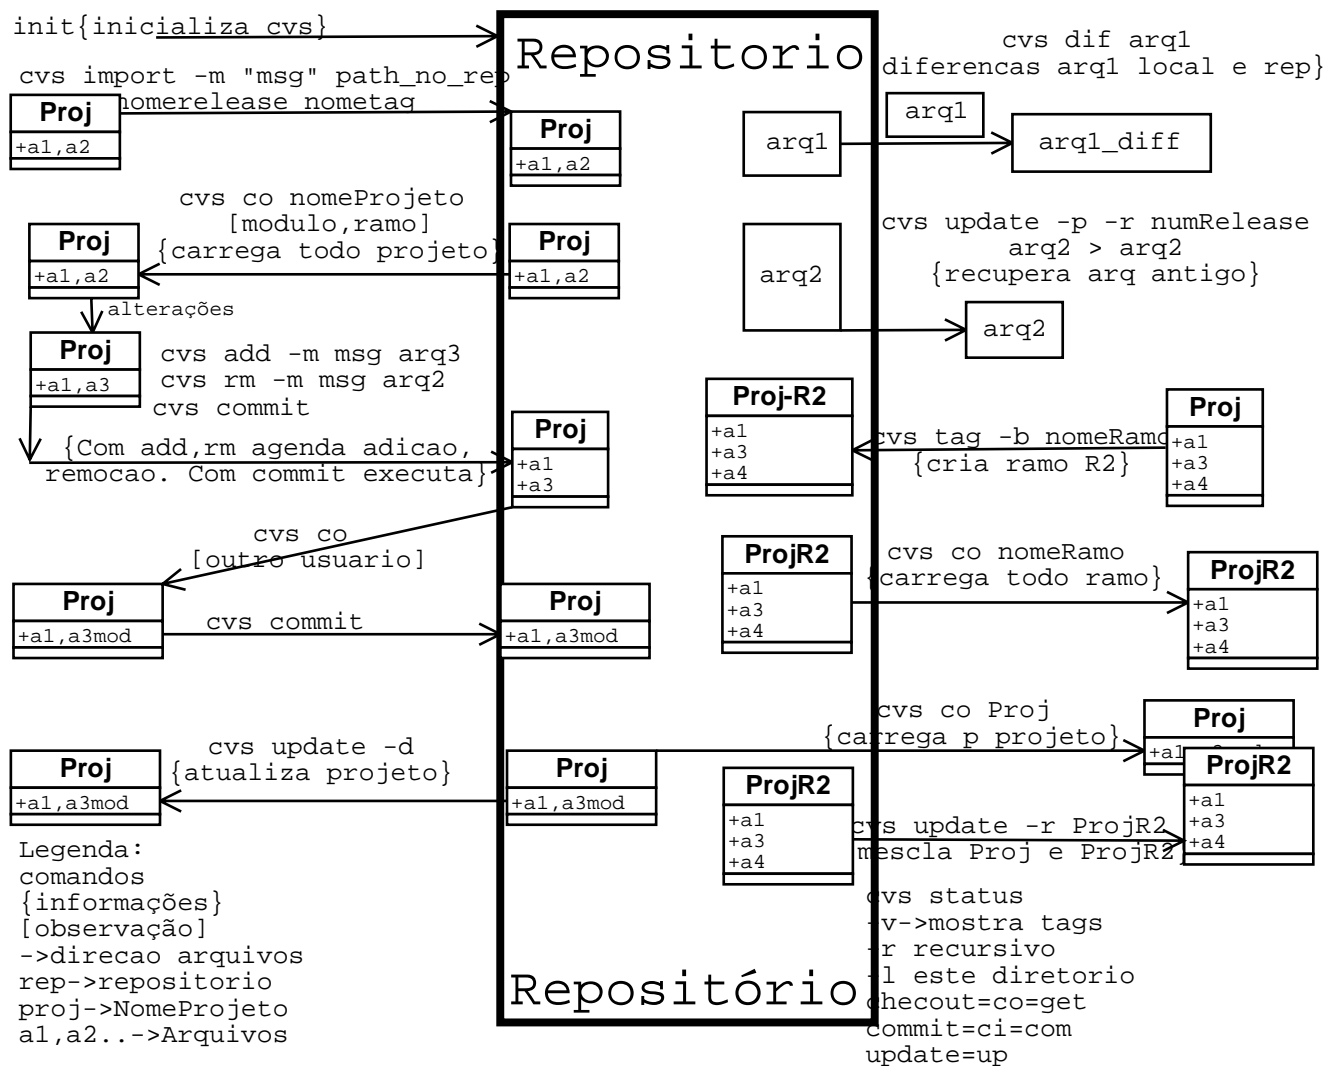 init{inicializa cvs}
cvs import -m "msg" path_no_rep
nomerelease nometag
Proj
+a1,a2
Proj
+a1,a2
cvs co nomeProjeto
[modulo,ramo]
{carrega todo projeto}
Proj
+a1,a2
Proj
+a1,a2
alterações
Proj
+a1,a3
cvs add -m msg arq3
cvs rm -m msg arq2
cvs commit
{Com add,rm agenda adicao,
remocao. Com commit executa}
Proj
+a1
+a3
cvs co
[outro usuario]
Proj
+a1,a3mod
cvs commit
Proj
+a1,a3mod
cvs update -d
{atualiza projeto}
Proj
+a1,a3mod
Proj
+a1,a3mod
Legenda:
comandos
{informações}
[observação]
->direcao arquivos
rep->repositorio
proj->NomeProjeto
a1,a2..->Arquivos
Repositorio
cvs dif arq1
diferencas arq1 local e rep}
arq1
arq1
arq1_diff
arq2
cvs update -p -r numRelease
arq2 > arq2
{recupera arq antigo}
arq2
Proj-R2
+a1
+a3
+a4
cvs tag -b nomeRamo
{cria ramo R2}
Proj
+a1
+a3
+a4
ProjR2
+a1
+a3
+a4
cvs co nomeRamo
{carrega todo ramo}
ProjR2
+a1
+a3
+a4
cvs co Proj
{carrega p projeto}
Proj
+a1
ProjR2
+a1
+a3
+a4
cvs update -r ProjR2
mescla Proj e ProjR2}
ProjR2
+a1
+a3
+a4
cvs status
-v->mostra tags
-r recursivo
-l este diretorio
checout=co=get
commit=ci=com
update=up
Repositório